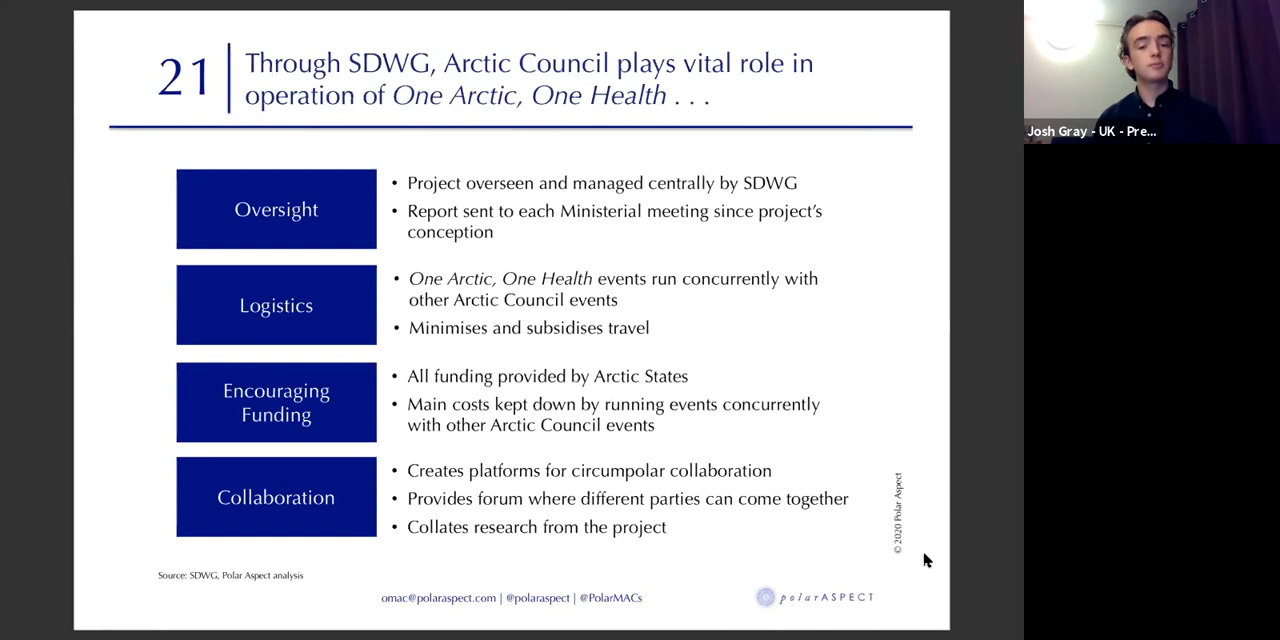 21
Through SDWG, Arctic Council plays vital role in
operation of One Arctic, One Health . . .
Oversight
• Project overseen and managed centrally by SDWG
• Report sent to each Ministerial meeting since project’s
conception
Logistics
• One Arctic, One Health events run concurrently with
other Arctic Council events
• Minimises and subsidises travel
Encouraging
Funding
• All funding provided by Arctic States
• Main costs kept down by running events concurrently
with other Arctic Council events
Collaboration
• Creates platforms for circumpolar collaboration
• Provides forum where different parties can come together
• Collates research from the project
© 2020 Polar Aspect
Source: SDWG, Polar Aspect analysis
omac@polaraspect.com | @polaraspect | @PolarMACs
polarASPECT
Josh Gray - UK - Pre...